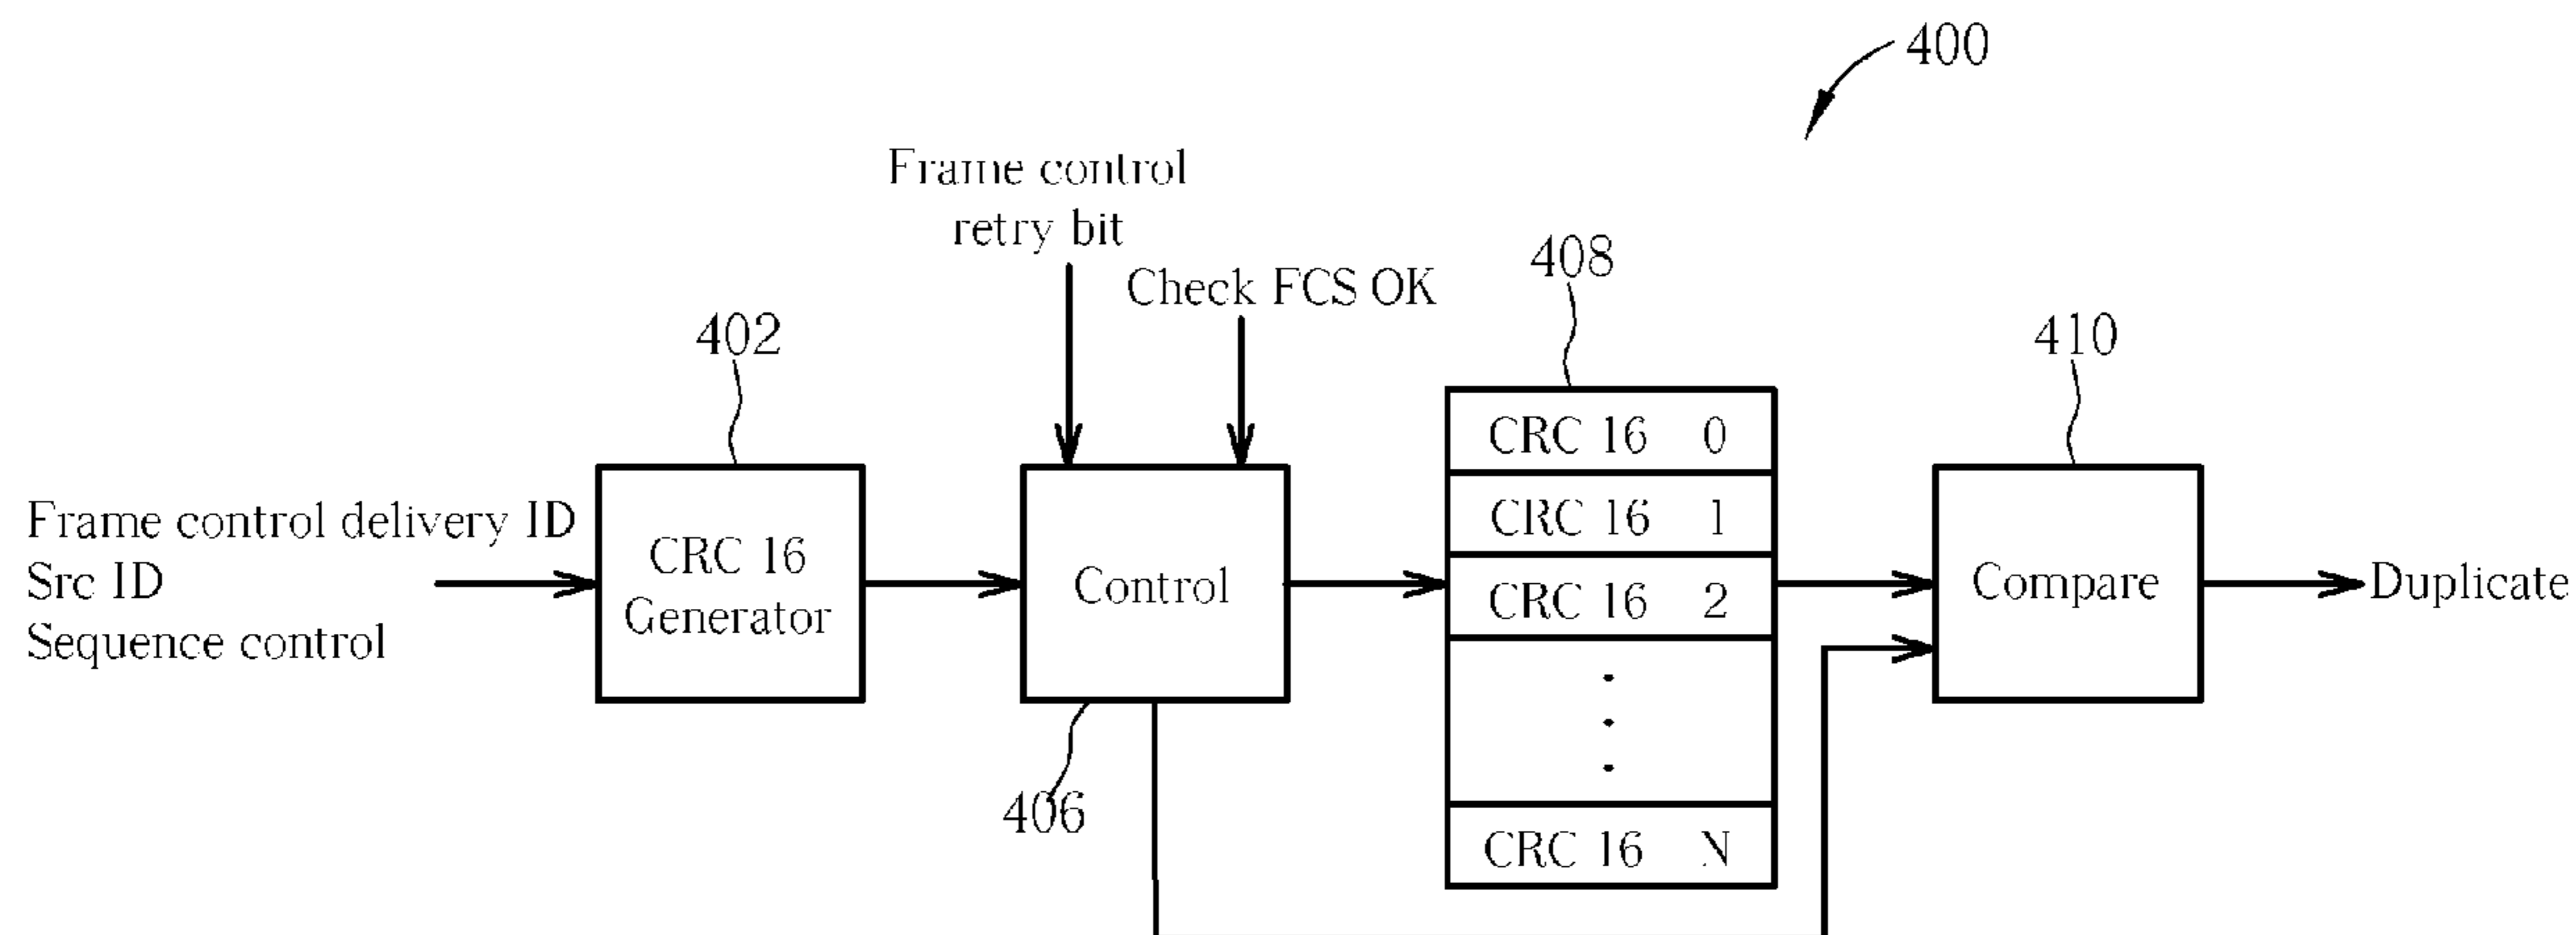 400
Frame control
retry bit
Check FCS OK
408
402
410
Frame control delivery ID
Src ID
Sequence control
CRC 16
Generator
Control
CRC 16 0
CRC 16 1
CRC 16 2
CRC 16 N
Compare
Duplicate
406